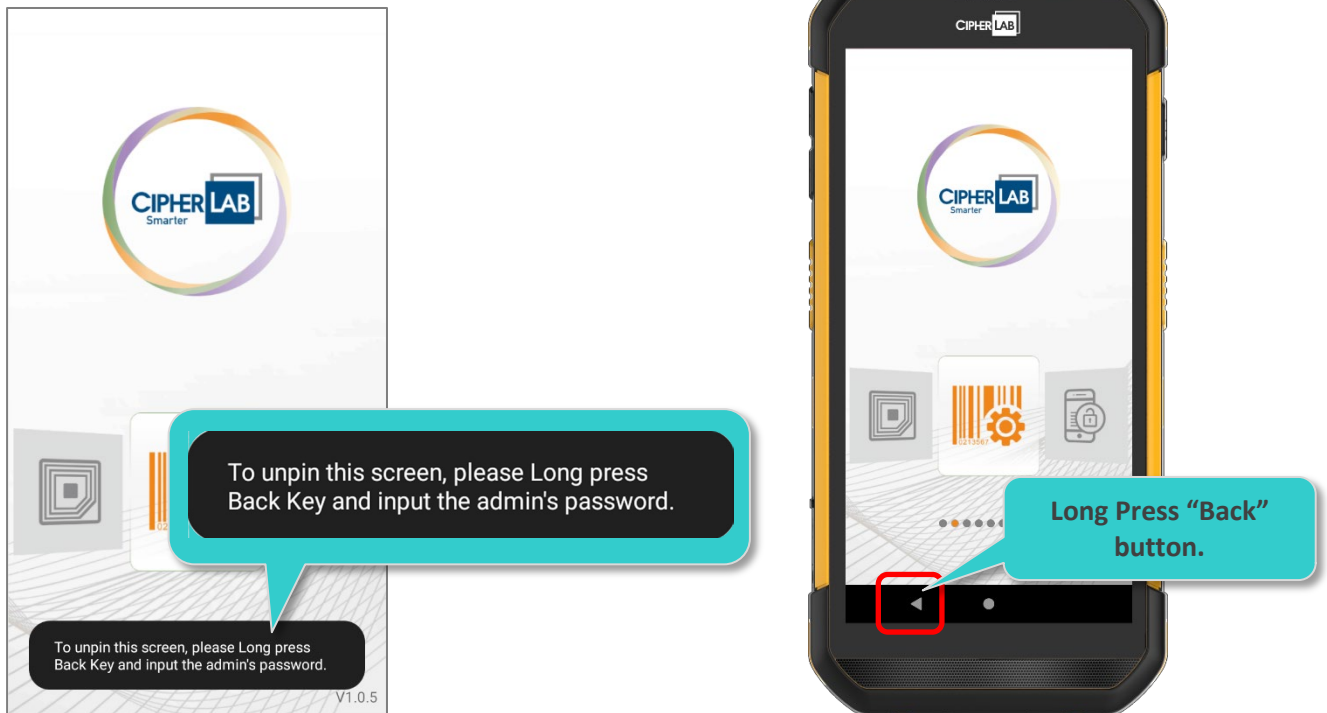 CIPHER LAB
Smarter
To unpin this screen, please Long press
Back Key and input the admin's password.
To unpin this screen, please Long press
Back Key and input the admin's password.
V1.0.5
CIPHER LAB
CIPHER LAB
Smarter
0213567
Long Press “Back”
button.